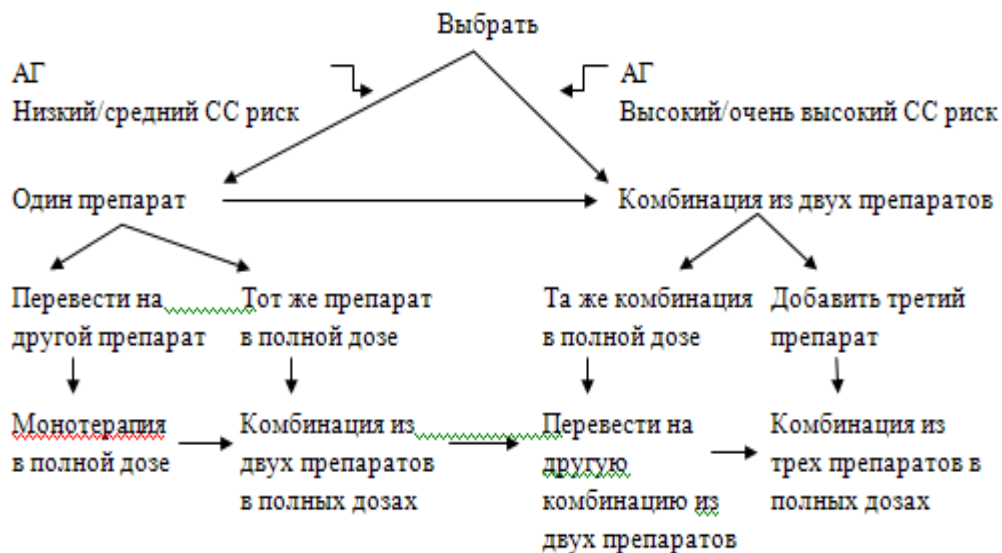 Выбрать
АГ
Низкий/средний СС риск
АГ
Высокий/очень высокий СС риск
Один препарат
Комбинация из двух препаратов
Перевести на
другой препарат
Тот же препарат
в полной дозе
Та же комбинация
в полной дозе
Добавить третий
препарат
Монотерапия
в полной дозе
Комбинация из
двух препаратов
в полных дозах
Перевести на
другую
комбинацию из
двух препаратов
Комбинация из
трех препаратов в
полных дозах